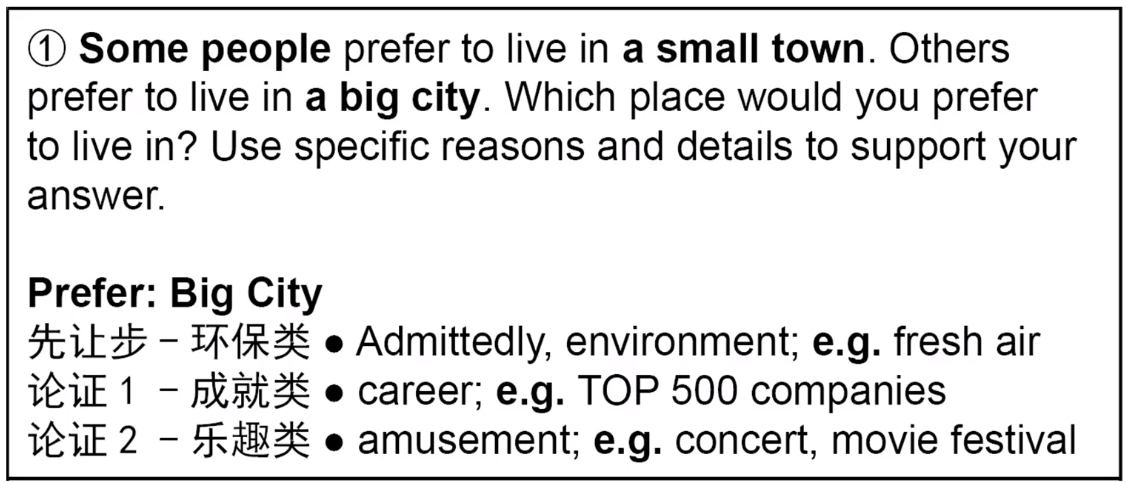 ① Some people prefer to live in a small town. Others
prefer to live in a big city. Which place would you prefer
to live in? Use specific reasons and details to support your
answer.
Prefer: Big City
先让步 – 环保类 ● Admittedly, environment; e.g. fresh air
论证 1 – 成就类 ● career; e.g. TOP 500 companies
论证 2 – 乐趣类 ● amusement; e.g. concert, movie festival